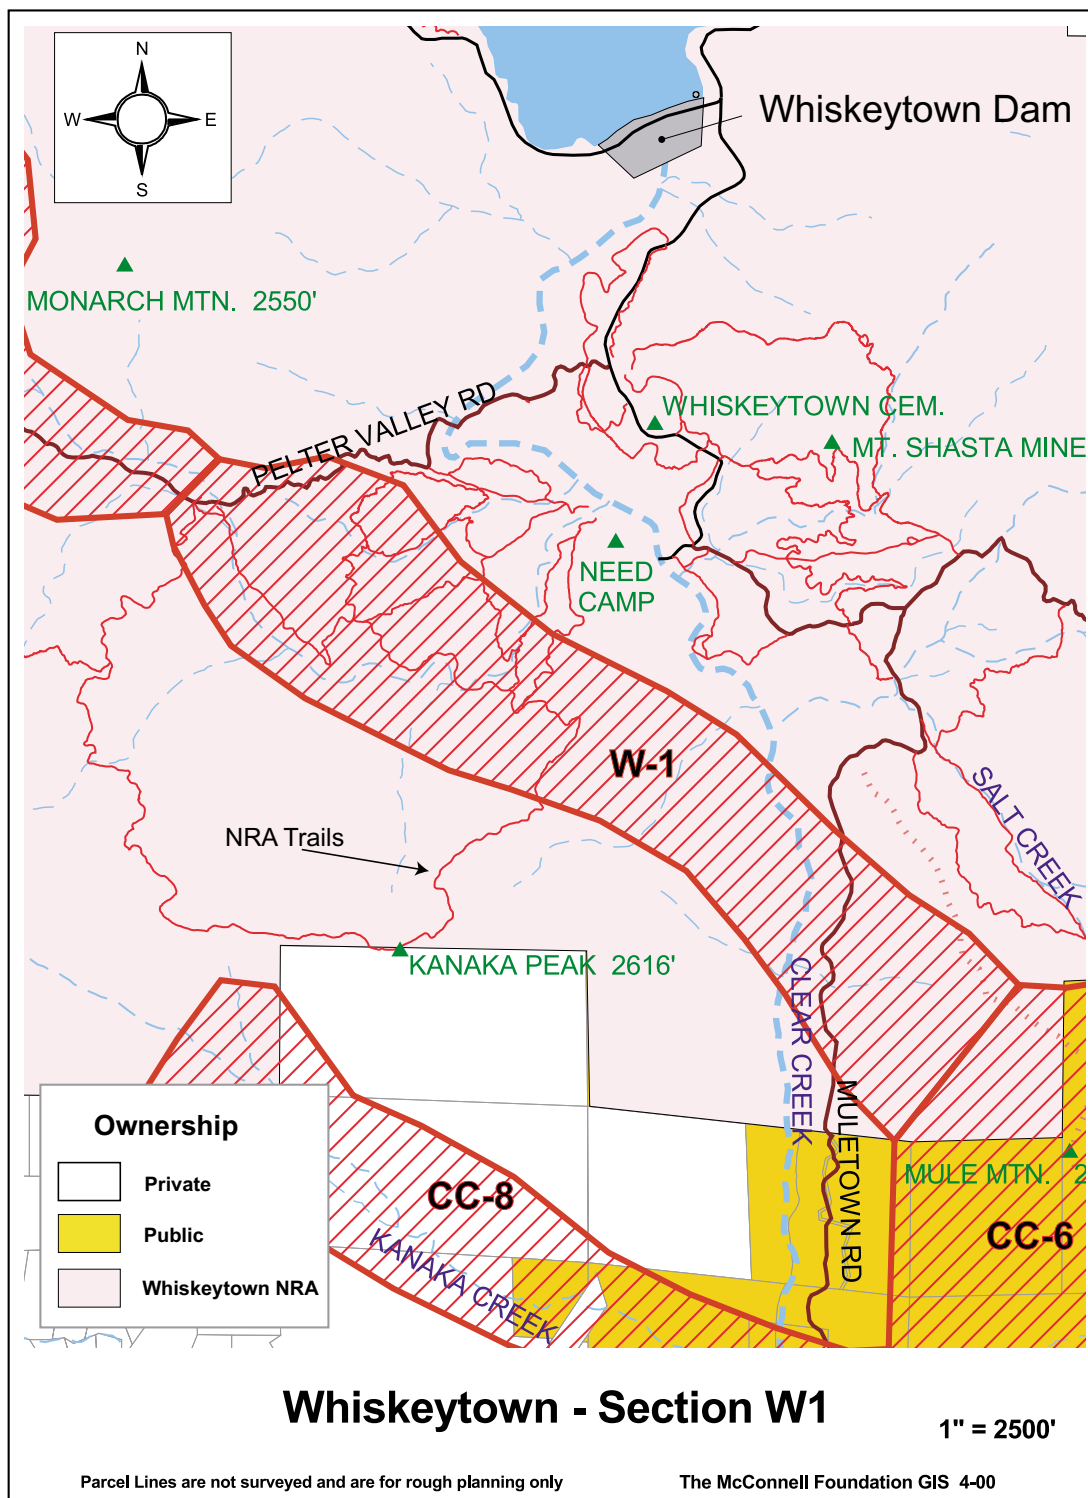 N
W E
S
Whiskeytown Dam
MONARCH MTN. 2550'
PELTER VALLEY RD
WHISKEYTOWN CEM.
MT. SHASTA MINE
NEED
CAMP
W-1
SALT CREEK
NRA Trails
KANAKA PEAK 2616'
CLEAR CREEK
MULETOWN RD
MULE MTN. 2
CC-8
CC-6
KANAKA CREEK
Ownership
Private
Public
Whiskeytown NRA
Whiskeytown - Section W1
1" = 2500'
Parcel Lines are not surveyed and are for rough planning only
The McConnell Foundation GIS 4-00